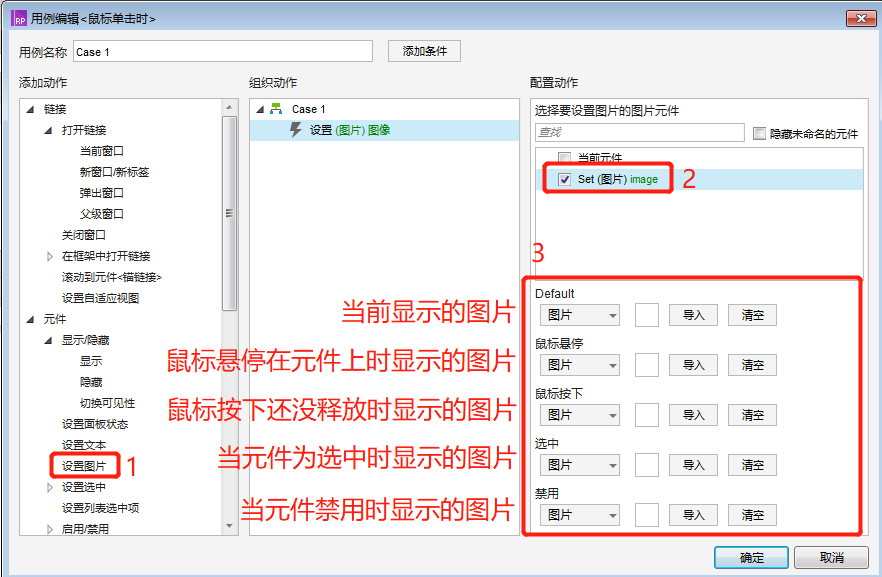 RP 用例编辑<鼠标单击时>
用例名称 Case 1 添加条件
添加动作 组织动作 配置动作
链接
打开链接
当前窗口
新窗口/新标签
弹出窗口
父级窗口
关闭窗口
在框架中打开链接
滚动到元件<锚链接>
设置自适应视图
元件
显示/隐藏
显示
隐藏
切换可见性
设置面板状态
设置文本
设置图片 1
设置选中
设置列表选中项
启用/禁用
Case 1
设置 (图片) 图像
选择要设置图片的图片元件
查找 隐藏未命名的元件
当前元件
Set (图片) image 2
3
Default
当前显示的图片 图片 导入 清空
鼠标悬停
鼠标悬停在元件上时显示的图片 图片 导入 清空
鼠标按下
鼠标按下还没释放时显示的图片 图片 导入 清空
选中
当元件为选中时显示的图片 图片 导入 清空
禁用
当元件禁用时显示的图片 图片 导入 清空
确定 取消